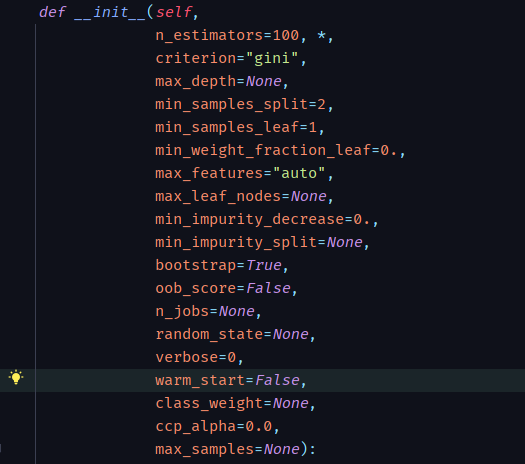 def __init__(self,
n_estimators=100, *,
criterion="gini",
max_depth=None,
min_samples_split=2,
min_samples_leaf=1,
min_weight_fraction_leaf=0.,
max_features="auto",
max_leaf_nodes=None,
min_impurity_decrease=0.,
min_impurity_split=None,
bootstrap=True,
oob_score=False,
n_jobs=None,
random_state=None,
verbose=0,
warm_start=False,
class_weight=None,
ccp_alpha=0.0,
max_samples=None):